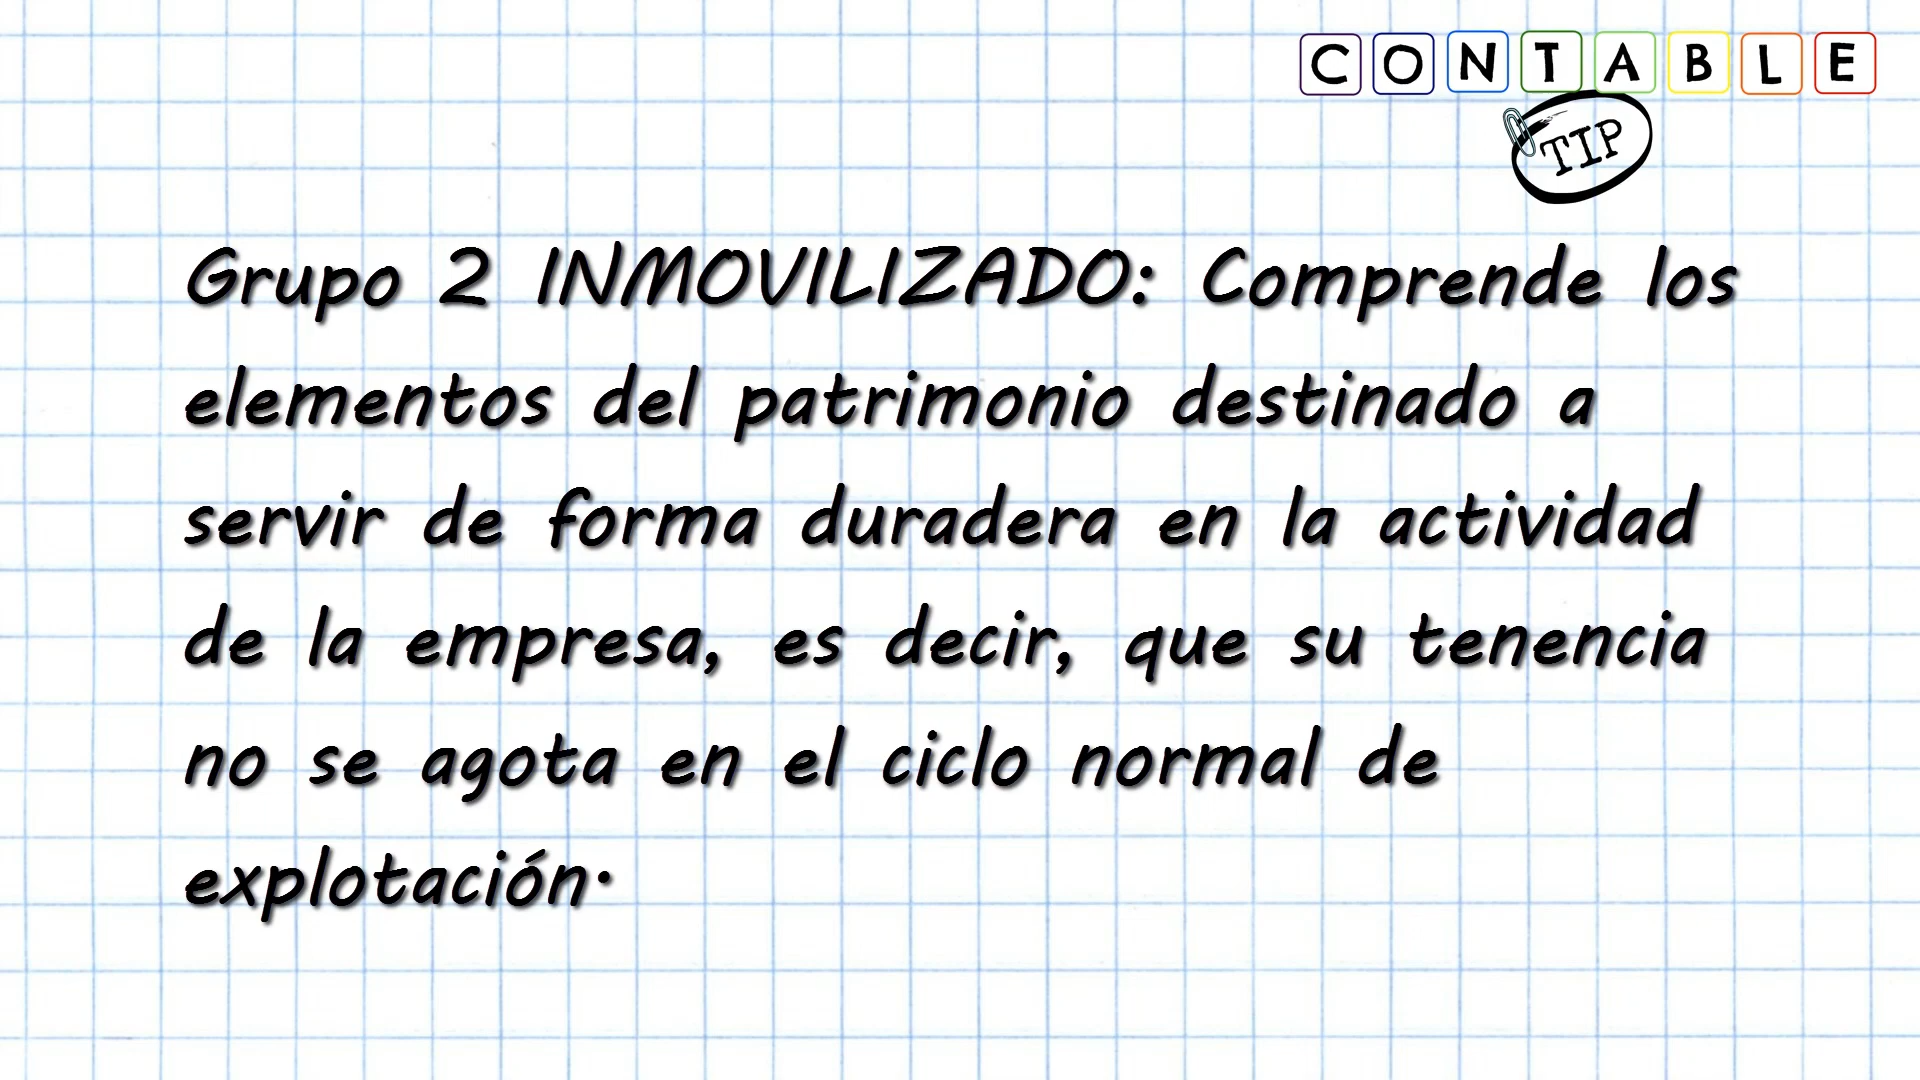 CONTABLE
TIP
Grupo 2 INMOVILIZADO: Comprende los
elementos del patrimonio destinado a
servir de forma duradera en la actividad
de la empresa, es decir, que su tenencia
no se agota en el ciclo normal de
explotación.